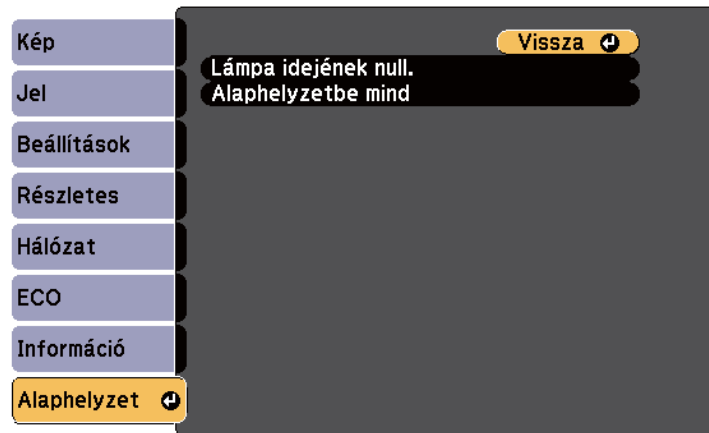 Kép
Jel
Beállítások
Részletes
Hálózat
ECO
Információ
Alaphelyzet
Vissza
Lámpa idejének null.
Alaphelyzetbe mind